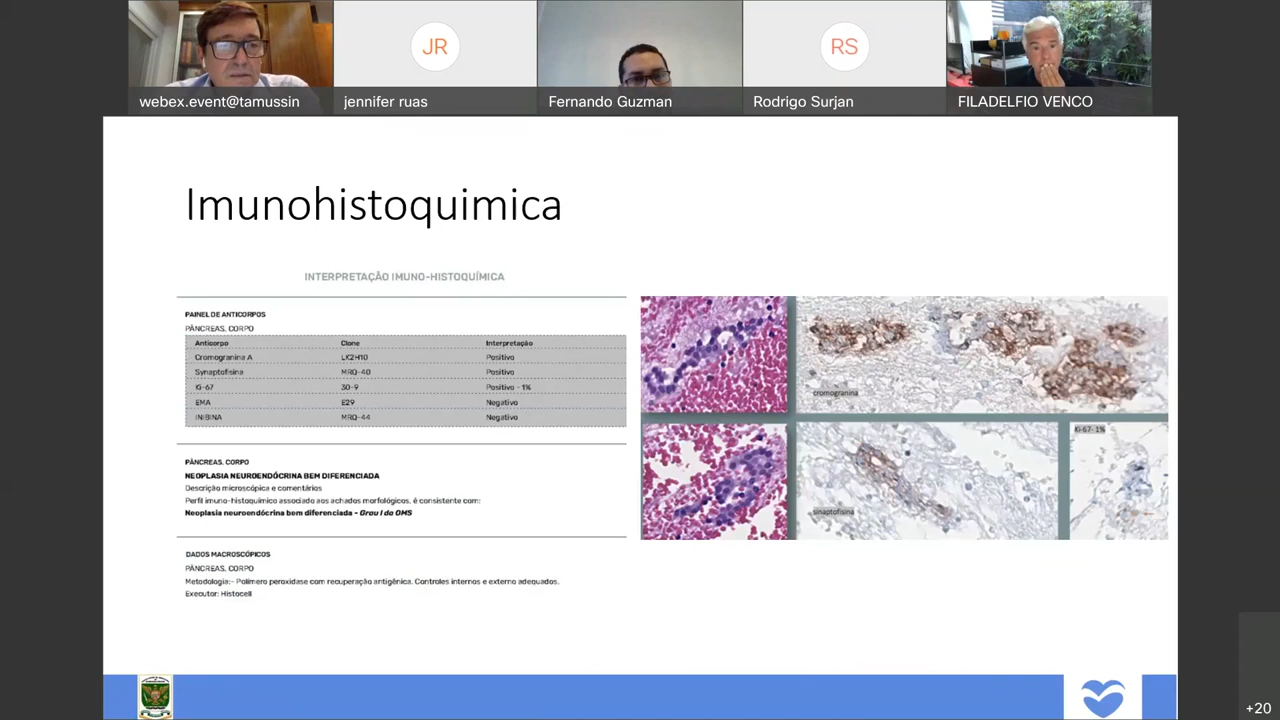 JR
RS
webex.event@tamussin
jennifer ruas
Fernando Guzman
Rodrigo Surjan
FILADELFIO VENCO
Imunohistoquimica
INTERPRETAÇÃO IMUNO-HISTOQUÍMICA
PAINEL DE ANTICORPOS
PÂNCREAS, CORPO
Anticorpo Clone Interpretação
Cromogranina A LK2H10 Positivo
Synaptofisina MRQ-40 Positivo
Ki-67 30-9 Positivo - 1%
EMA E29 Negativo
INIBINA MRQ-44 Negativo
PÂNCREAS, CORPO
NEOPLASIA NEUROENDÓCRINA BEM DIFERENCIADA
Descrição microscópica e comentários
Perfil imuno-histoquímico associado aos achados morfológicos, é consistente com:
Neoplasia neuroendócrina bem diferenciada - Grau I da OMS
DADOS MACROSCÓPICOS
PÂNCREAS, CORPO
Metodologia:- Polímero peroxidase com recuperação antigênica. Controles internos e externo adequados.
Executor: Histocell
cromogranina
Ki-67- 1%
sinaptofisina
+20